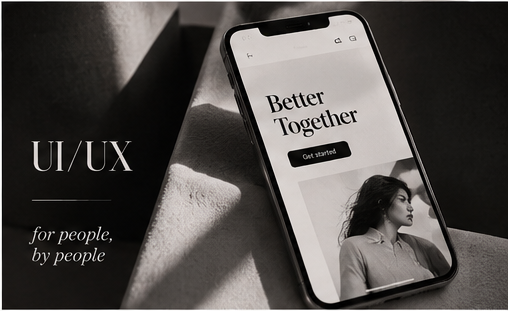 UI/UX
for people,
by people
Better
Together
Get started